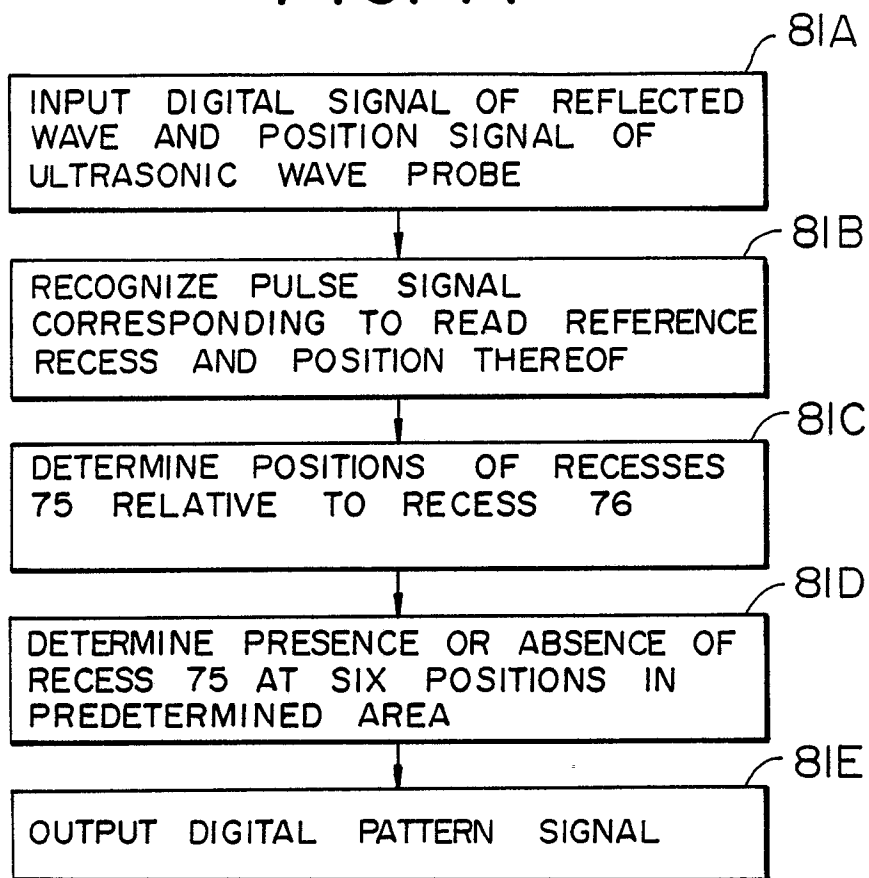 81A
INPUT DIGITAL SIGNAL OF REFLECTED
WAVE AND POSITION SIGNAL OF
ULTRASONIC WAVE PROBE
81B
RECOGNIZE PULSE SIGNAL
CORRESPONDING TO READ REFERENCE
RECESS AND POSITION THEREOF
81C
DETERMINE POSITIONS OF RECESSES
75 RELATIVE TO RECESS 76
81D
DETERMINE PRESENCE OR ABSENCE OF
RECESS 75 AT SIX POSITIONS IN
PREDETERMINED AREA
81E
OUTPUT DIGITAL PATTERN SIGNAL